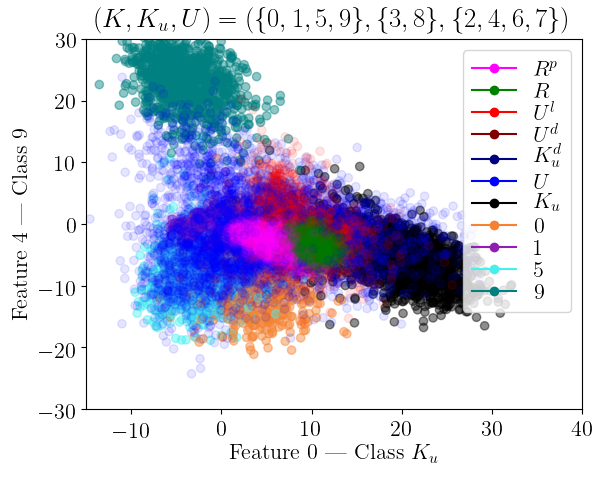 (K, K_u, U) = ({0, 1, 5, 9}, {3, 8}, {2, 4, 6, 7})
30
20
10
0
−10
−20
−30
Feature 4 — Class 9
R^p
R
U^l
U^d
K_u^d
U
K_u
0
1
5
9
−10 0 10 20 30 40
Feature 0 — Class K_u